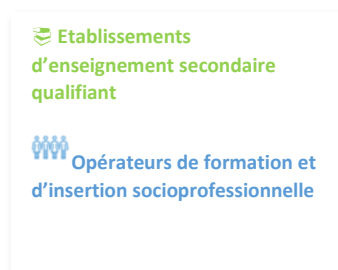 Etablissements
d’enseignement secondaire
qualifiant
Opérateurs de formation et
d’insertion socioprofessionnelle